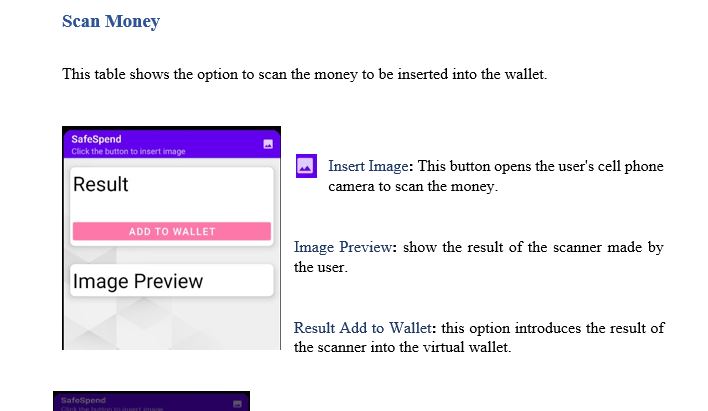 Scan Money
This table shows the option to scan the money to be inserted into the wallet.
SafeSpend
Click the button to insert image
Result
ADD TO WALLET
Image Preview
Insert Image: This button opens the user's cell phone
camera to scan the money.
Image Preview: show the result of the scanner made by
the user.
Result Add to Wallet: this option introduces the result of
the scanner into the virtual wallet.
SafeSpend
Click the button to insert image